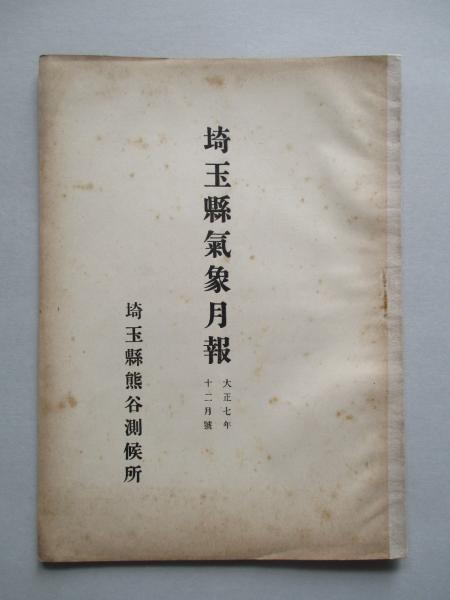 埼玉縣氣象月報
大正七年
十二月號
埼玉縣熊谷測候所